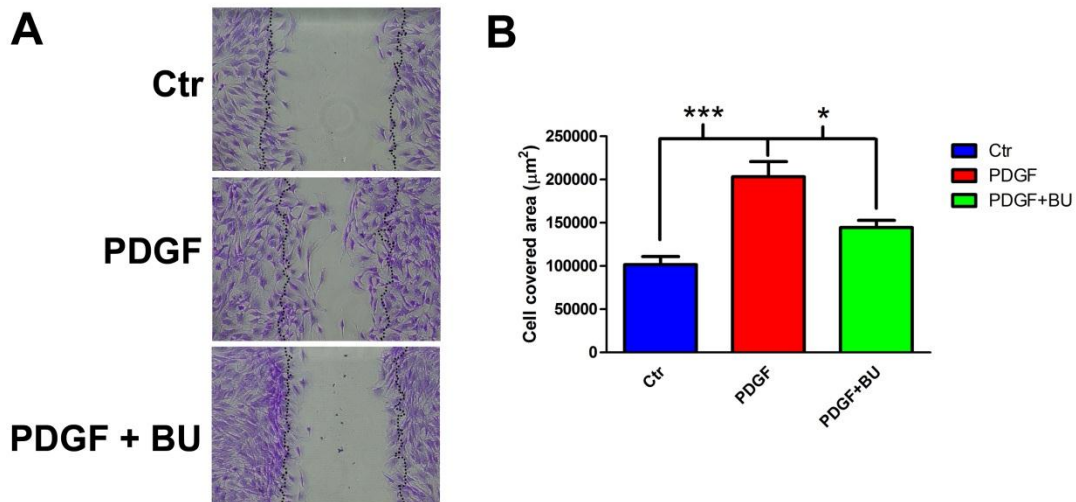 A
Ctr
PDGF
PDGF + BU
B
***
*
Cell covered area (μm²)
250000
200000
150000
100000
50000
0
Ctr
PDGF
PDGF+BU
Ctr
PDGF
PDGF+BU